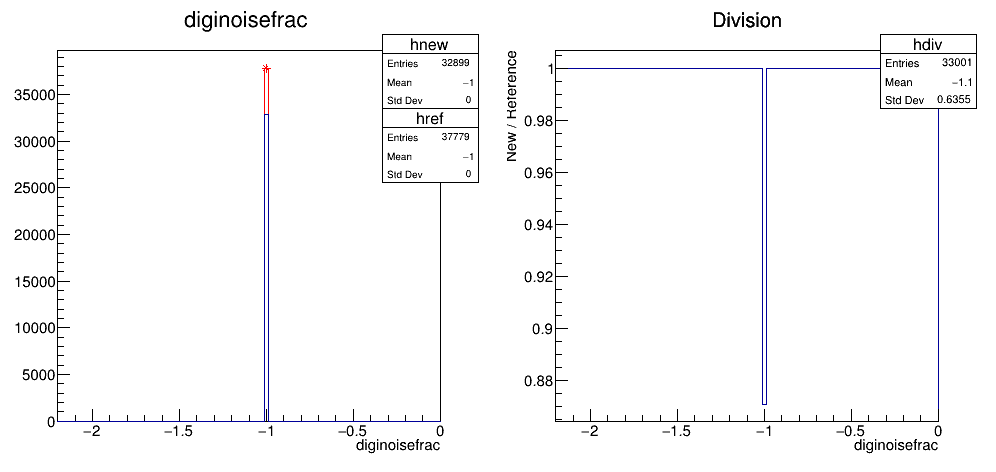 diginoisefrac
hnew
Entries 32899
Mean −1
Std Dev 0
href
Entries 37779
Mean −1
Std Dev 0
35000
30000
25000
20000
15000
10000
5000
0
−2 −1.5 −1 −0.5 0
diginoisefrac
Division
hdiv
Entries 33001
Mean −1.1
Std Dev 0.6355
New / Reference
1
0.98
0.96
0.94
0.92
0.9
0.88
−2 −1.5 −1 −0.5 0
diginoisefrac